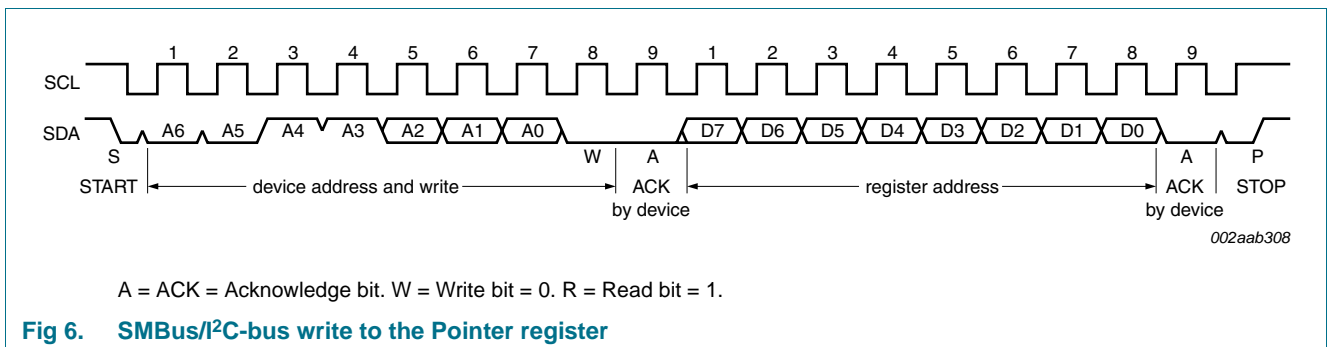 1 2 3 4 5 6 7 8 9 1 2 3 4 5 6 7 8 9
SCL
SDA A6 A5 A4 A3 A2 A1 A0 D7 D6 D5 D4 D3 D2 D1 D0
S W A A P
START device address and write ACK register address ACK STOP
by device by device
002aab308
A = ACK = Acknowledge bit. W = Write bit = 0. R = Read bit = 1.
Fig 6. SMBus/I²C-bus write to the Pointer register